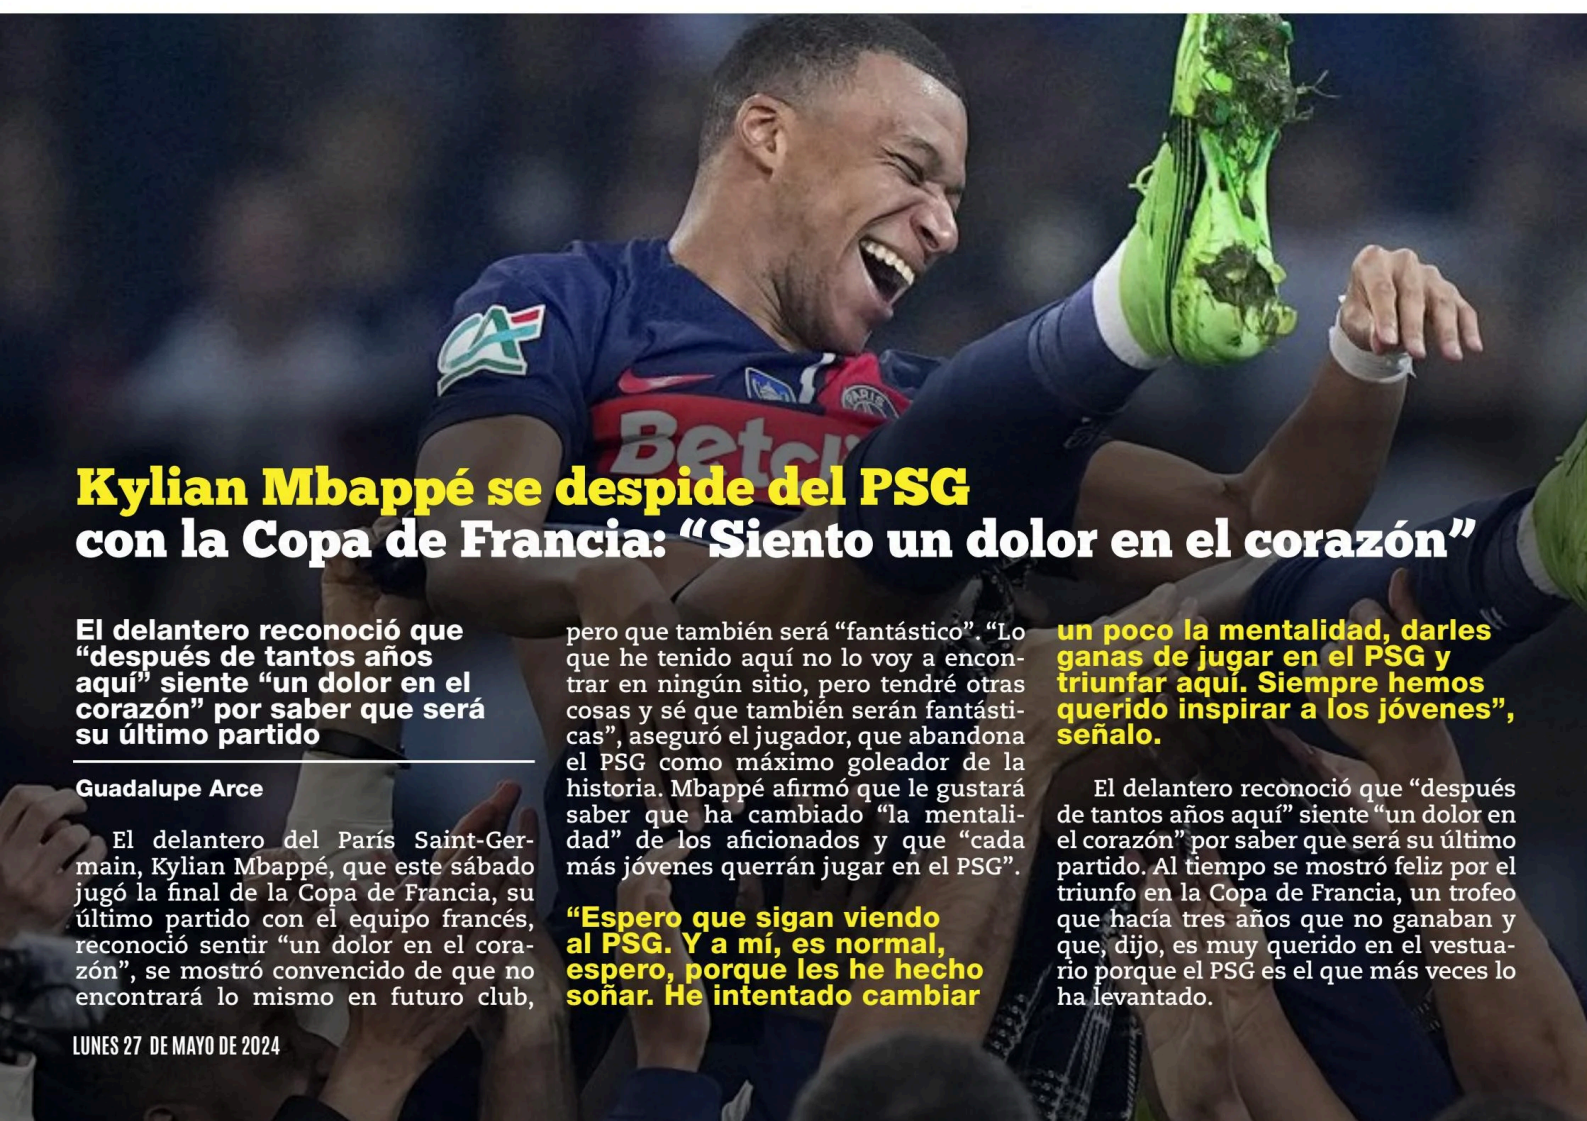 Betcli
PARIS
Kylian Mbappé se despide del PSG
con la Copa de Francia: “Siento un dolor en el corazón”
El delantero reconoció que
“después de tantos años
aquí” siente “un dolor en el
corazón” por saber que será
su último partido
Guadalupe Arce
El delantero del París Saint-Ger-
main, Kylian Mbappé, que este sábado
jugó la final de la Copa de Francia, su
último partido con el equipo francés,
reconoció sentir “un dolor en el cora-
zón”, se mostró convencido de que no
encontrará lo mismo en futuro club,
pero que también será “fantástico”. “Lo
que he tenido aquí no lo voy a encon-
trar en ningún sitio, pero tendré otras
cosas y sé que también serán fantásti-
cas”, aseguró el jugador, que abandona
el PSG como máximo goleador de la
historia. Mbappé afirmó que le gustará
saber que ha cambiado “la mentali-
dad” de los aficionados y que “cada
más jóvenes querrán jugar en el PSG”.
“Espero que sigan viendo
al PSG. Y a mí, es normal,
espero, porque les he hecho
soñar. He intentado cambiar
un poco la mentalidad, darles
ganas de jugar en el PSG y
triunfar aquí. Siempre hemos
querido inspirar a los jóvenes”,
señalo.
El delantero reconoció que “después
de tantos años aquí” siente “un dolor en
el corazón” por saber que será su último
partido. Al tiempo se mostró feliz por el
triunfo en la Copa de Francia, un trofeo
que hacía tres años que no ganaban y
que, dijo, es muy querido en el vestua-
rio porque el PSG es el que más veces lo
ha levantado.
LUNES 27 DE MAYO DE 2024